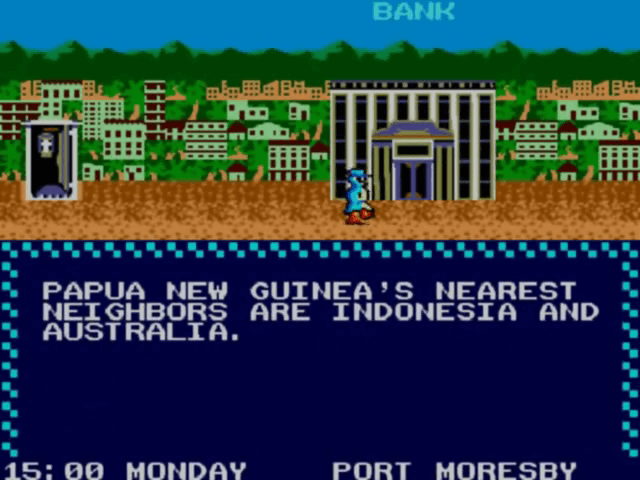 BANK
PAPUA NEW GUINEA'S NEAREST
NEIGHBORS ARE INDONESIA AND
AUSTRALIA.
15:00 MONDAY PORT MORESBY